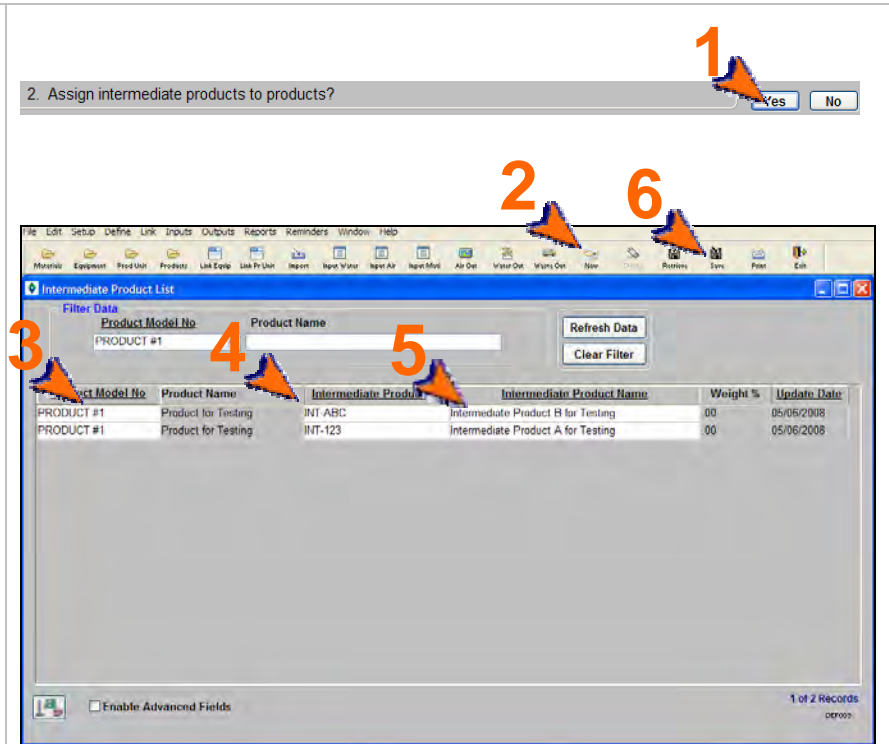 1
2. Assign intermediate products to products?
Yes No
2 6
File Edit Setup Define Link Inputs Outputs Reports Reminders Window Help
Materials Equipment Prod Unit Products Link Equip Link Pr Unit Import Input Water Input Air Input Mtrl Air Out Water Out Waste Out New Retrieve Save Print Exit
Intermediate Product List
Filter Data
Product Model No Product Name
PRODUCT #1
Refresh Data
Clear Filter
3 4 5
Product Model No Product Name Intermediate Product Intermediate Product Name Weight % Update Date
PRODUCT #1 Product for Testing INT-ABC Intermediate Product B for Testing 00 05/06/2008
PRODUCT #1 Product for Testing INT-123 Intermediate Product A for Testing 00 05/06/2008
Enable Advanced Fields
1 of 2 Records